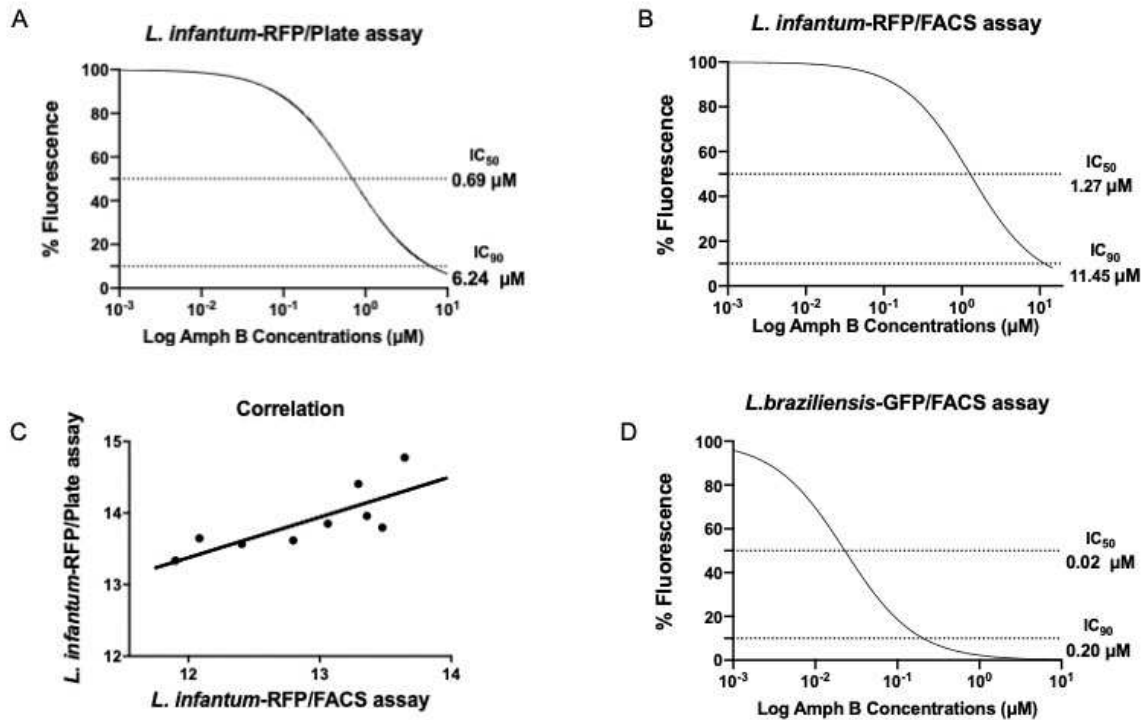 A
L. infantum-RFP/Plate assay
100
80
60
40
20
0
% Fluorescence
IC50
0.69 µM
IC90
6.24 µM
10-3
10-2
10-1
100
101
Log Amph B Concentrations (µM)
B
L. infantum-RFP/FACS assay
100
80
60
40
20
0
% Fluorescence
IC50
1.27 µM
IC90
11.45 µM
10-3
10-2
10-1
100
101
Log Amph B Concentrations (µM)
C
Correlation
15
14
13
12
L. infantum-RFP/Plate assay
12
13
14
L. infantum-RFP/FACS assay
D
L.braziliensis-GFP/FACS assay
100
80
60
40
20
0
% Fluorescence
IC50
0.02 µM
IC90
0.20 µM
10-3
10-2
10-1
100
101
Log Amph B Concentrations (µM)